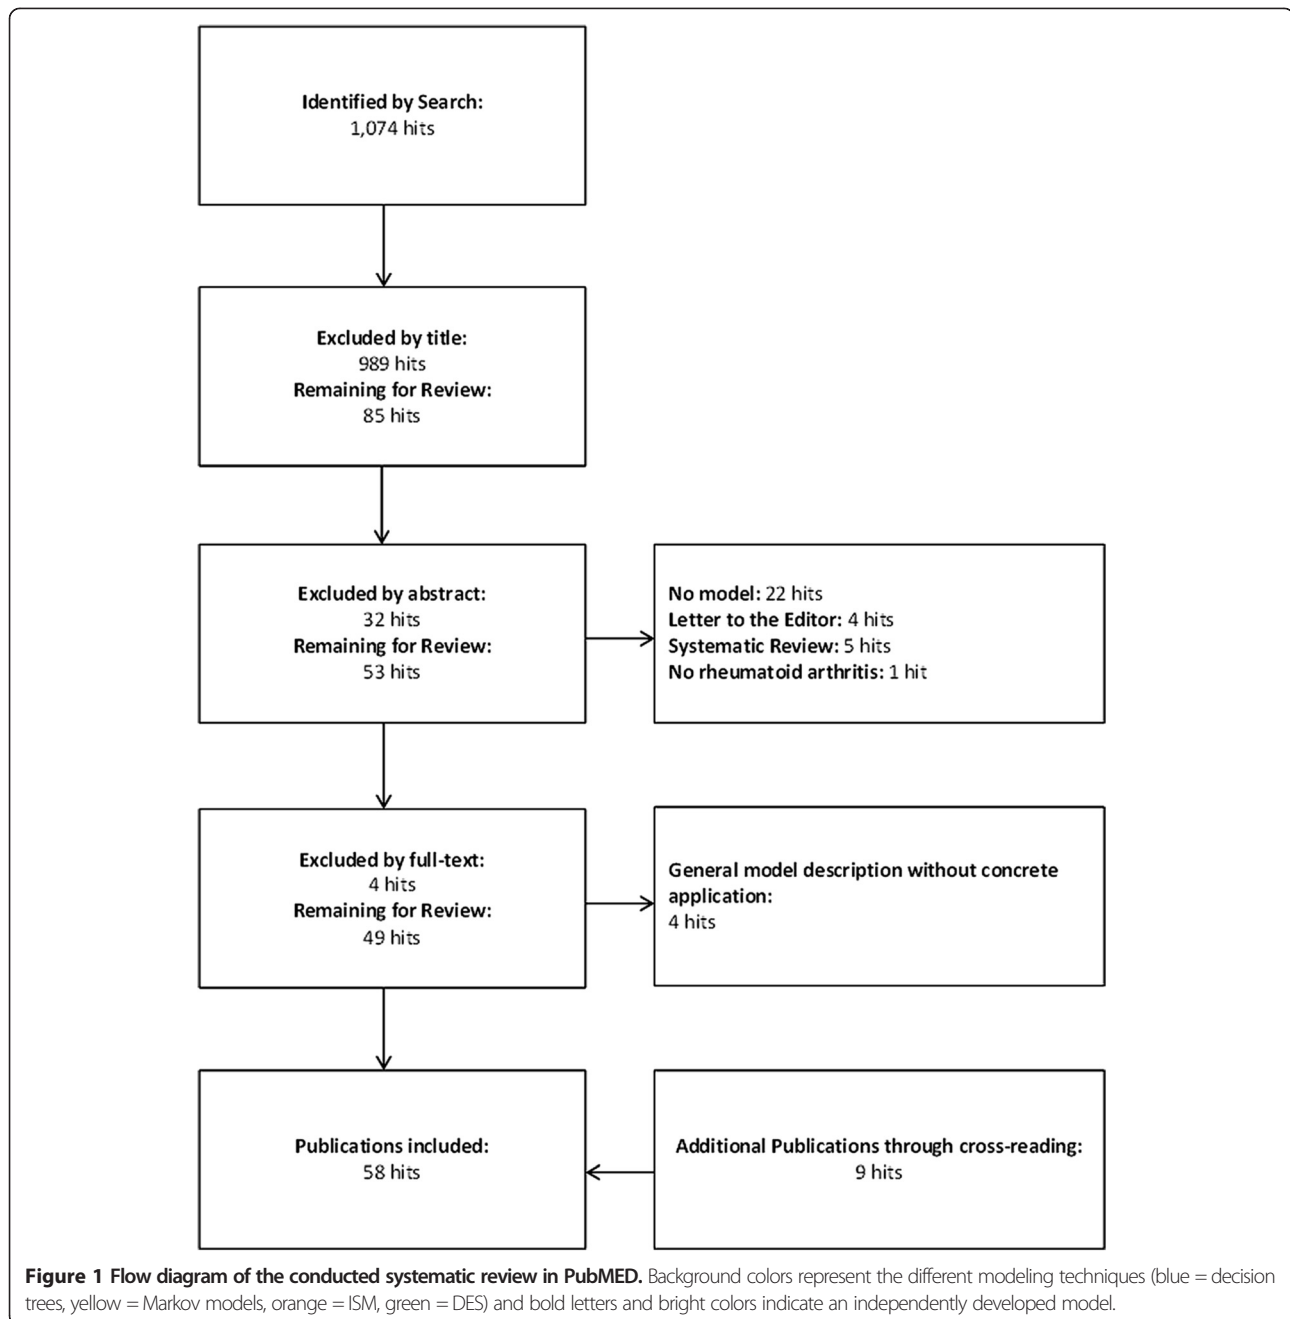 Identified by Search:
1,074 hits
Excluded by title:
989 hits
Remaining for Review:
85 hits
Excluded by abstract:
32 hits
Remaining for Review:
53 hits
No model: 22 hits
Letter to the Editor: 4 hits
Systematic Review: 5 hits
No rheumatoid arthritis: 1 hit
Excluded by full-text:
4 hits
Remaining for Review:
49 hits
General model description without concrete
application:
4 hits
Publications included:
58 hits
Additional Publications through cross-reading:
9 hits
Figure 1 Flow diagram of the conducted systematic review in PubMED. Background colors represent the different modeling techniques (blue = decision
trees, yellow = Markov models, orange = ISM, green = DES) and bold letters and bright colors indicate an independently developed model.